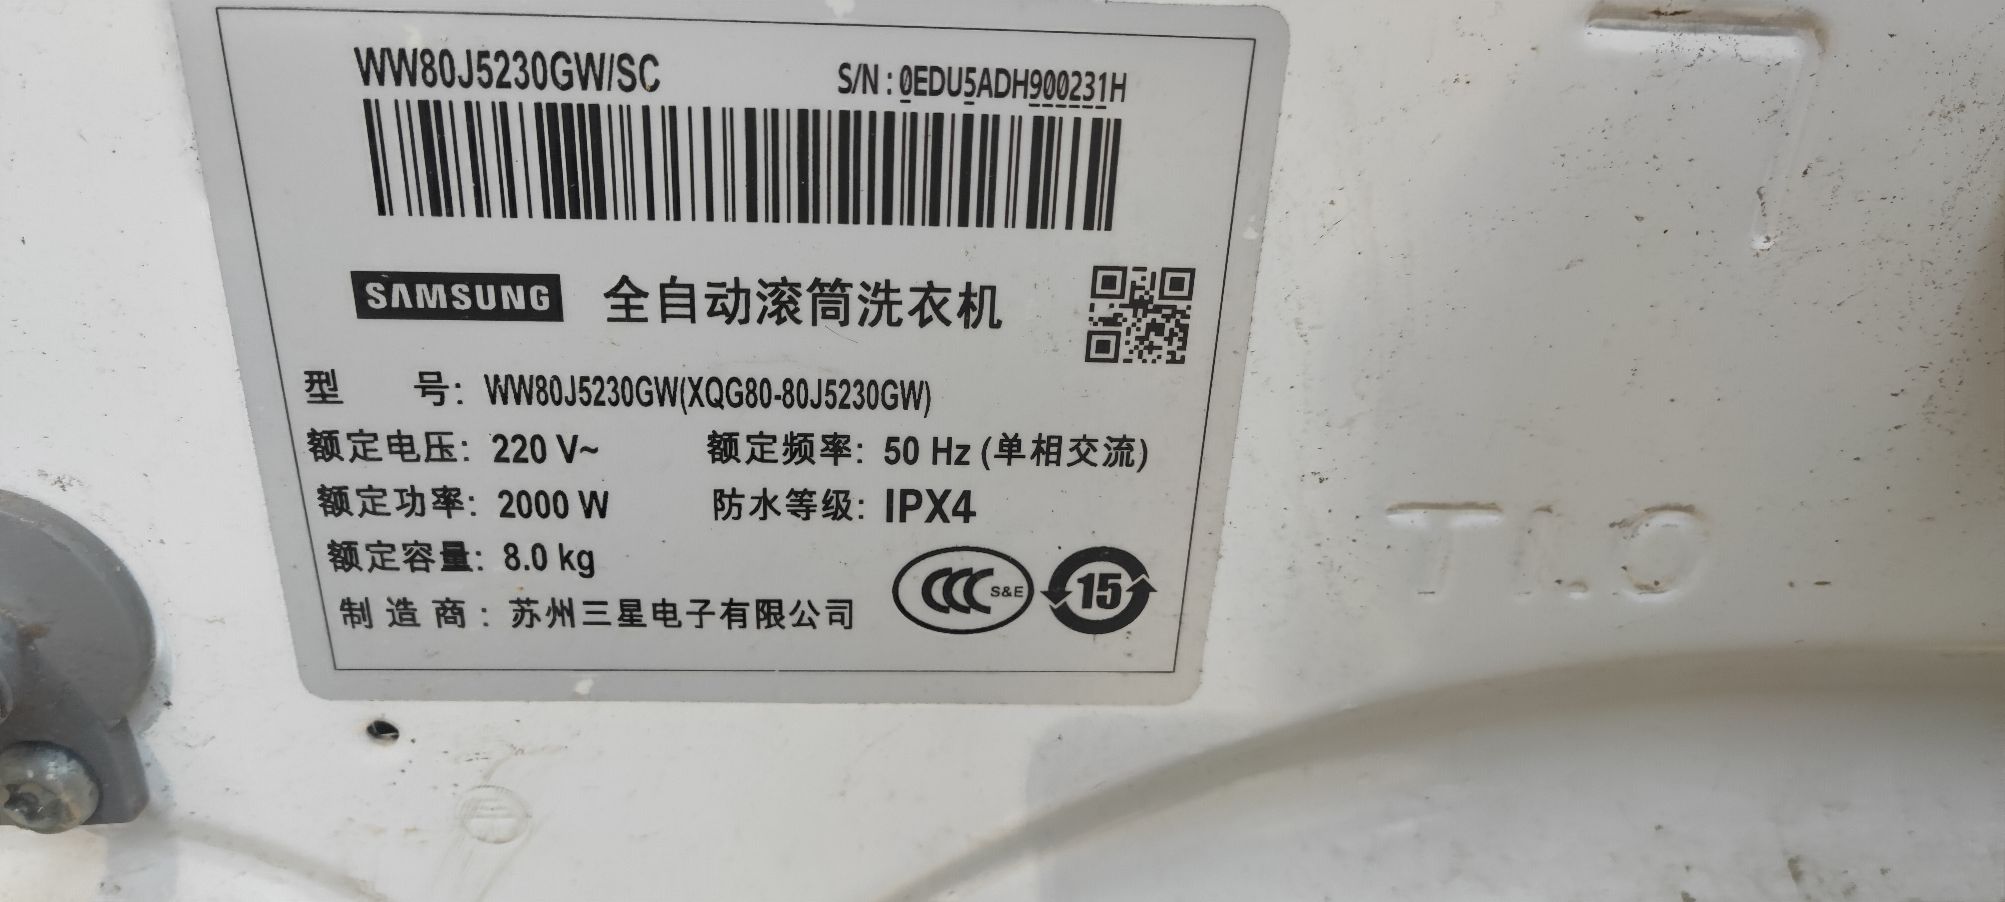 WW80J5230GW/SC S/N : 0EDU5ADH900231H
SAMSUNG 全自动滚筒洗衣机
型 号: WW80J5230GW(XQG80-80J5230GW)
额定电压: 220 V~ 额定频率: 50 Hz (单相交流)
额定功率: 2000 W 防水等级: IPX4
额定容量: 8.0 kg
CCC S&E 15
制 造 商 : 苏州三星电子有限公司
T1.0